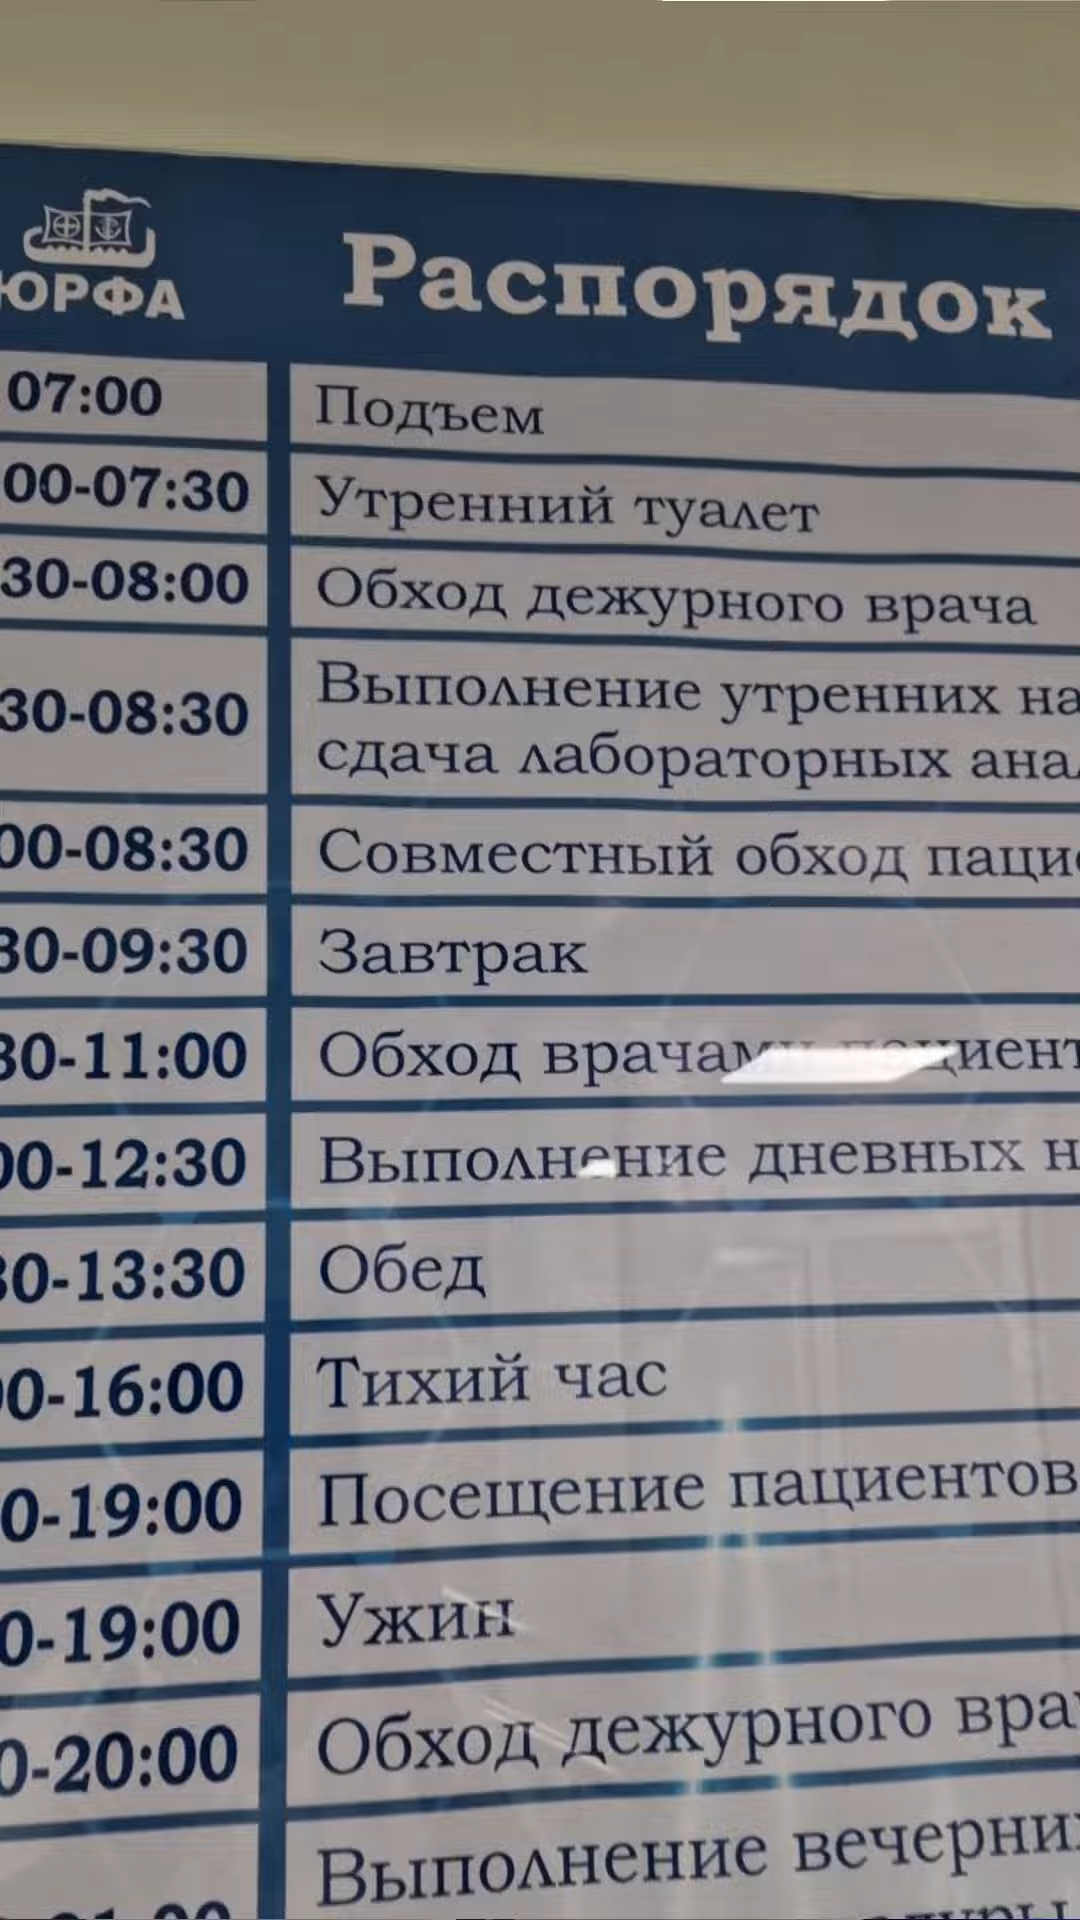 ЮРФА
Распорядок
07:00 Подъем
00-07:30 Утренний туалет
30-08:00 Обход дежурного врача
30-08:30 Выполнение утренних
сдача лабораторных
00-08:30 Совместный обход
30-09:30 Завтрак
30-11:00 Обход врачами
00-12:30 Выполнение дневных
30-13:30 Обед
00-16:00 Тихий час
0-19:00 Посещение пациентов
0-19:00 Ужин
0-20:00 Обход дежурного
Выполнение